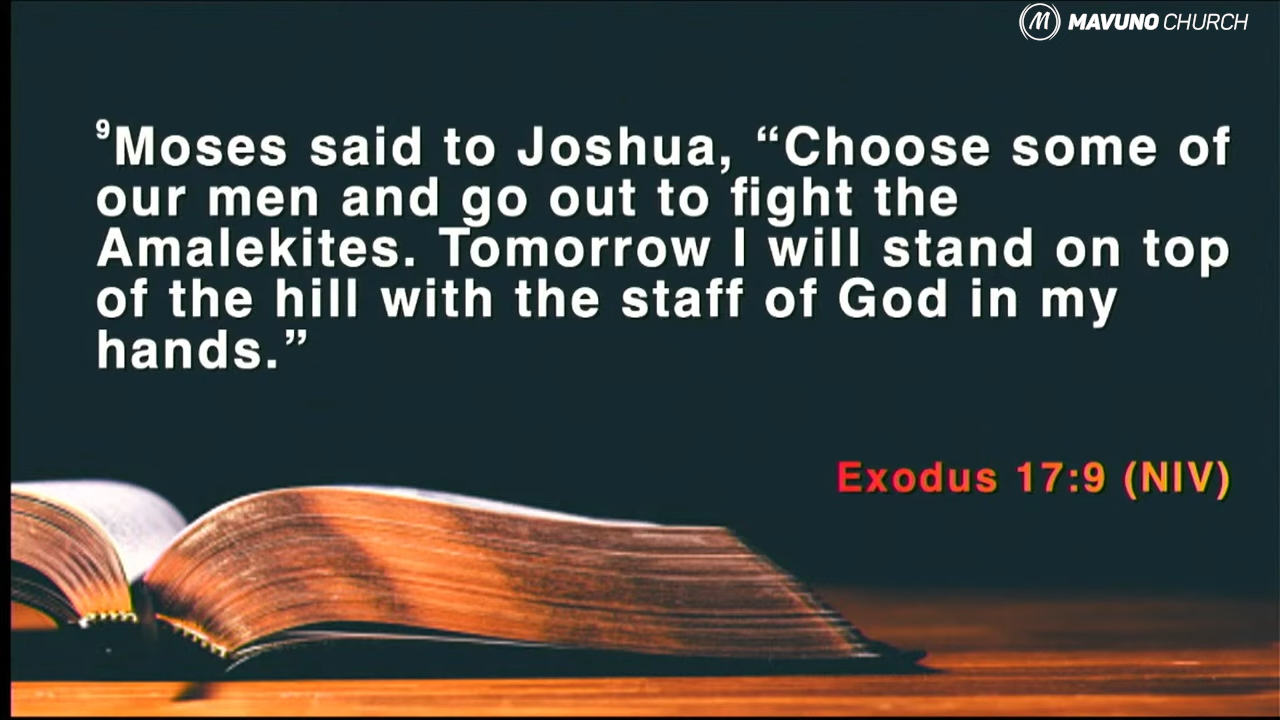 MAVUNO CHURCH
⁹Moses said to Joshua, “Choose some of
our men and go out to fight the
Amalekites. Tomorrow I will stand on top
of the hill with the staff of God in my
hands.”
Exodus 17:9 (NIV)